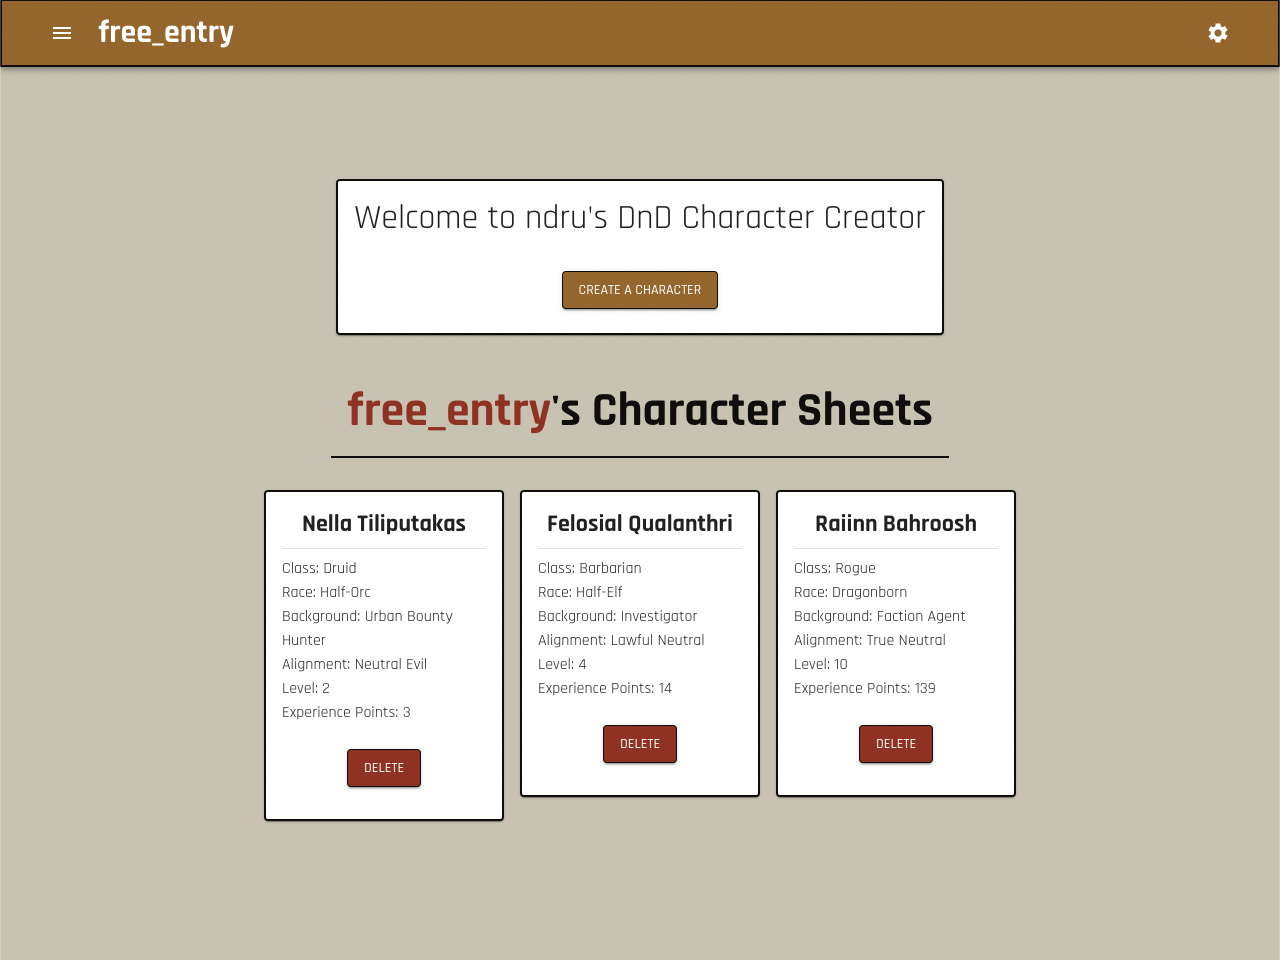 free_entry
Welcome to ndru's DnD Character Creator
CREATE A CHARACTER
free_entry's Character Sheets
Nella Tiliputakas
Class: Druid
Race: Half-Orc
Background: Urban Bounty
Hunter
Alignment: Neutral Evil
Level: 2
Experience Points: 3
DELETE
Felosial Qualanthri
Class: Barbarian
Race: Half-Elf
Background: Investigator
Alignment: Lawful Neutral
Level: 4
Experience Points: 14
DELETE
Raiinn Bahroosh
Class: Rogue
Race: Dragonborn
Background: Faction Agent
Alignment: True Neutral
Level: 10
Experience Points: 139
DELETE